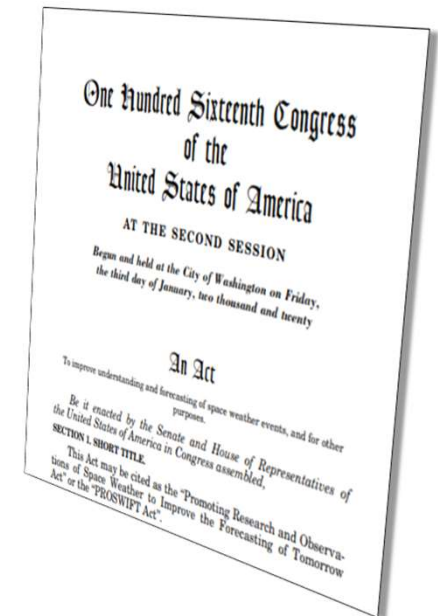 One Hundred Sixteenth Congress
of the
United States of America
AT THE SECOND SESSION
Begun and held at the City of Washington on Friday,
the third day of January, two thousand and twenty
An Act
To improve understanding and forecasting of space weather events, and for other
purposes.
Be it enacted by the Senate and House of Representatives of
the United States of America in Congress assembled,
SECTION 1. SHORT TITLE.
This Act may be cited as the “Promoting Research and Observa-
tions of Space Weather to Improve the Forecasting of Tomorrow
Act” or the “PROSWIFT Act”.